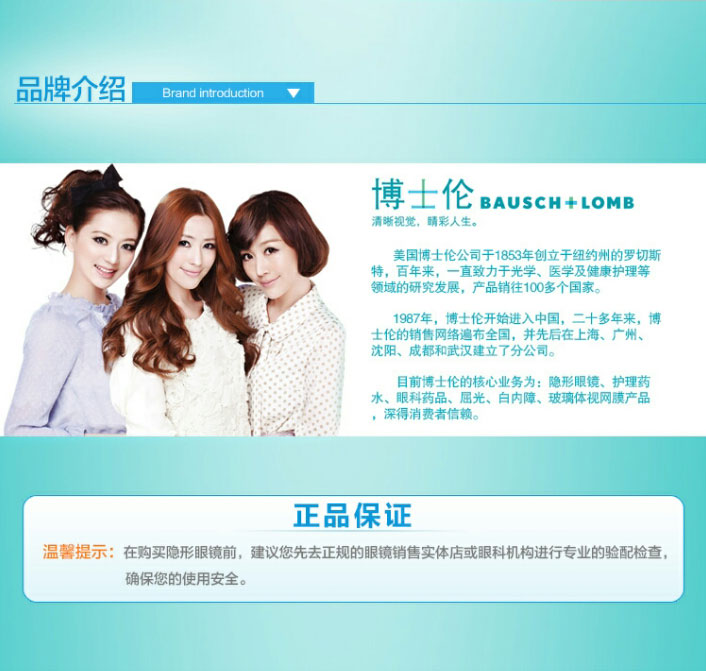 品牌介绍 Brand introduction
博士伦 BAUSCH+LOMB
清晰视觉，睛彩人生。
美国博士伦公司于1853年创立于纽约州的罗切斯
特，百年来，一直致力于光学、医学及健康护理等
领域的研究发展，产品销往100多个国家。
1987年，博士伦开始进入中国，二十多年来，博
士伦的销售网络遍布全国，并先后在上海、广州、
沈阳、成都和武汉建立了分公司。
目前博士伦的核心业务为：隐形眼镜、护理药
水、眼科药品、屈光、白内障、玻璃体视网膜产品
，深得消费者信赖。
正品保证
温馨提示：在购买隐形眼镜前，建议您先去正规的眼镜销售实体店或眼科机构进行专业的验配检查，
确保您的使用安全。